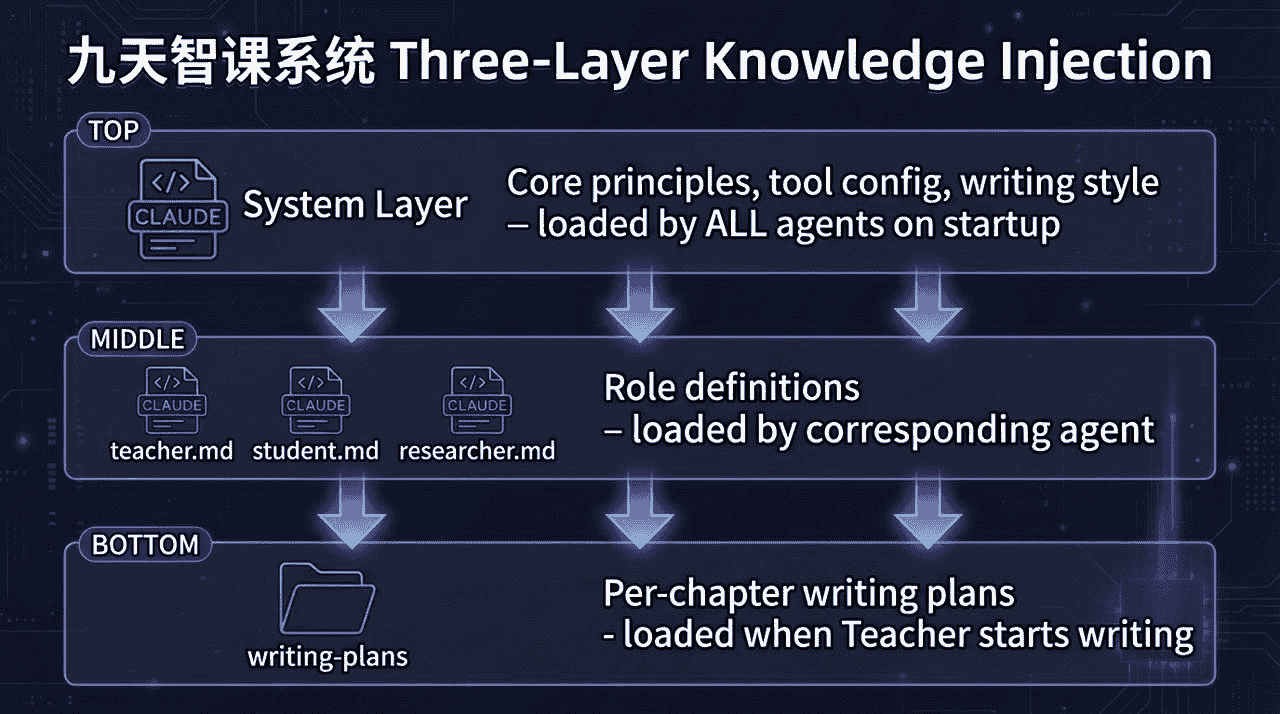 九天智课系统 Three-Layer Knowledge Injection
TOP
</>
CLAUDE
System Layer
Core principles, tool config, writing style
– loaded by ALL agents on startup
MIDDLE
</>
CLAUDE
teacher.md
</>
CLAUDE
student.md
</>
CLAUDE
researcher.md
Role definitions
– loaded by corresponding agent
BOTTOM
writing-plans
Per-chapter writing plans
- loaded when Teacher starts writing